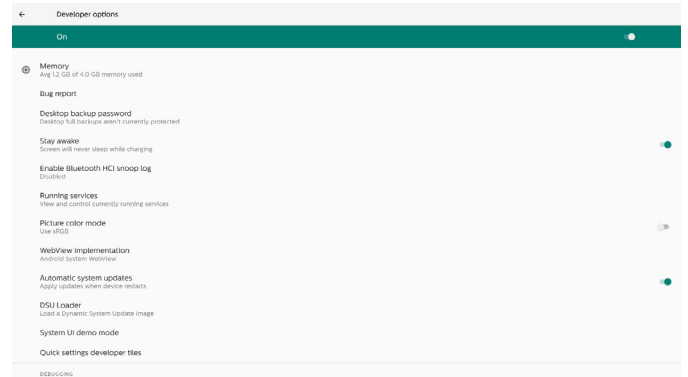 Developer options
On
Memory
Avg 1.2 GB of 4.0 GB memory used
Bug report
Desktop backup password
Desktop full backups aren't currently protected
Stay awake
Screen will never sleep while charging
Enable Bluetooth HCI snoop log
Disabled
Running services
View and control currently running services
Picture color mode
Use sRGB
WebView implementation
Android System WebView
Automatic system updates
Apply updates when device restarts
DSU Loader
Load a Dynamic System Update Image
System UI demo mode
Quick settings developer tiles
DEBUGGING